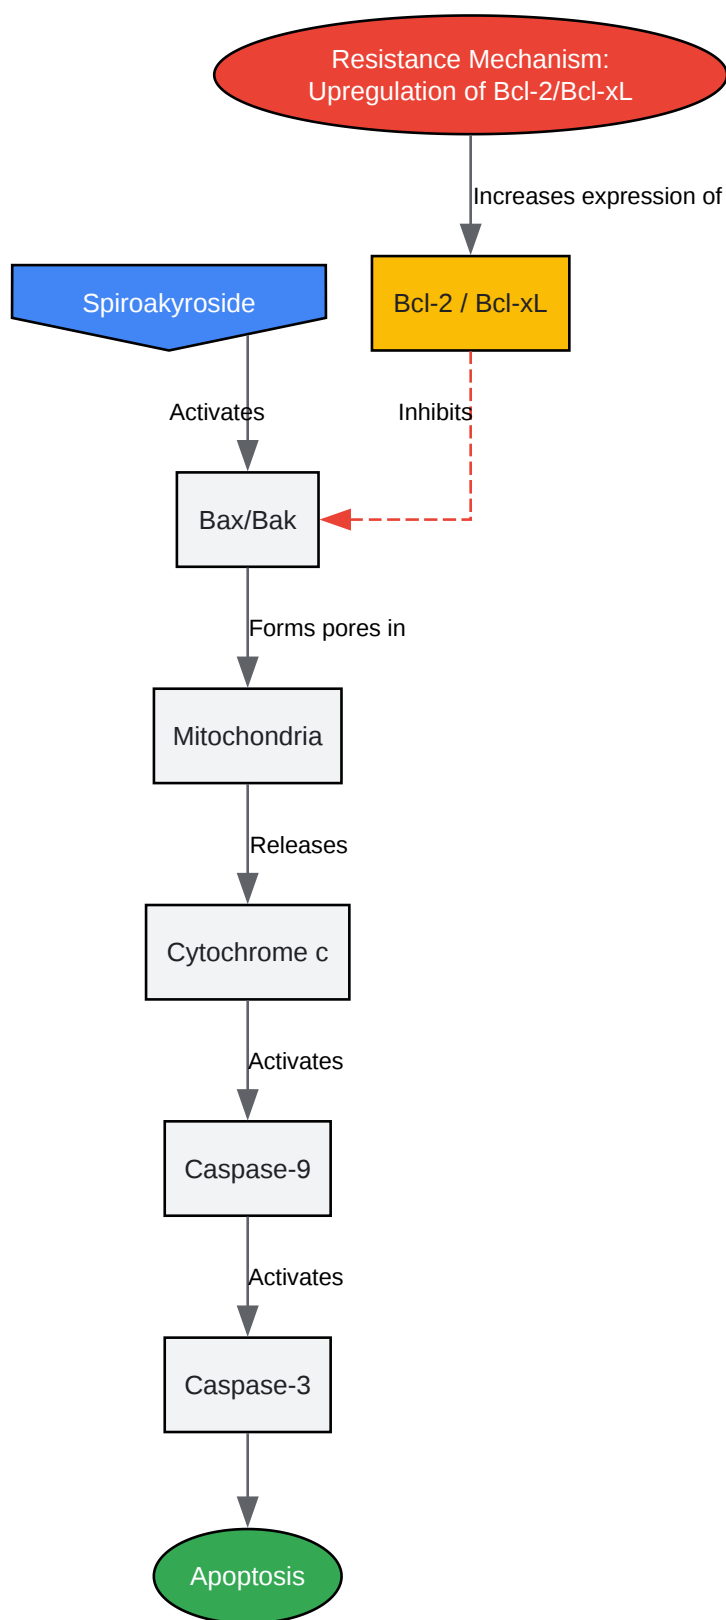 Resistance Mechanism:
Upregulation of Bcl-2/Bcl-xL
Increases expression of
Spiroakyroside
Bcl-2 / Bcl-xL
Activates
Inhibits
Bax/Bak
Forms pores in
Mitochondria
Releases
Cytochrome c
Activates
Caspase-9
Activates
Caspase-3
Apoptosis